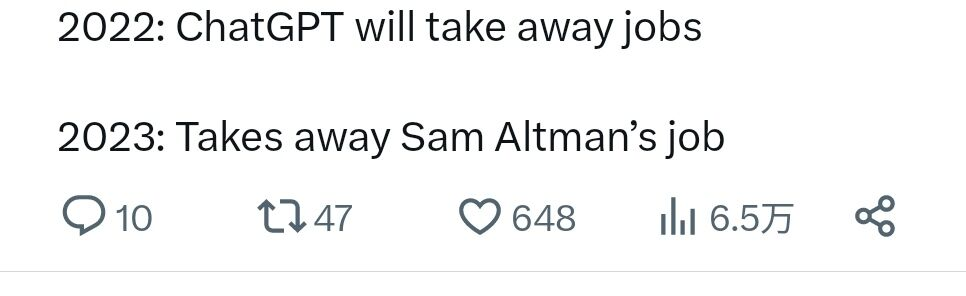 2022: ChatGPT will take away jobs
2023: Takes away Sam Altman’s job
10 47 648 6.5万